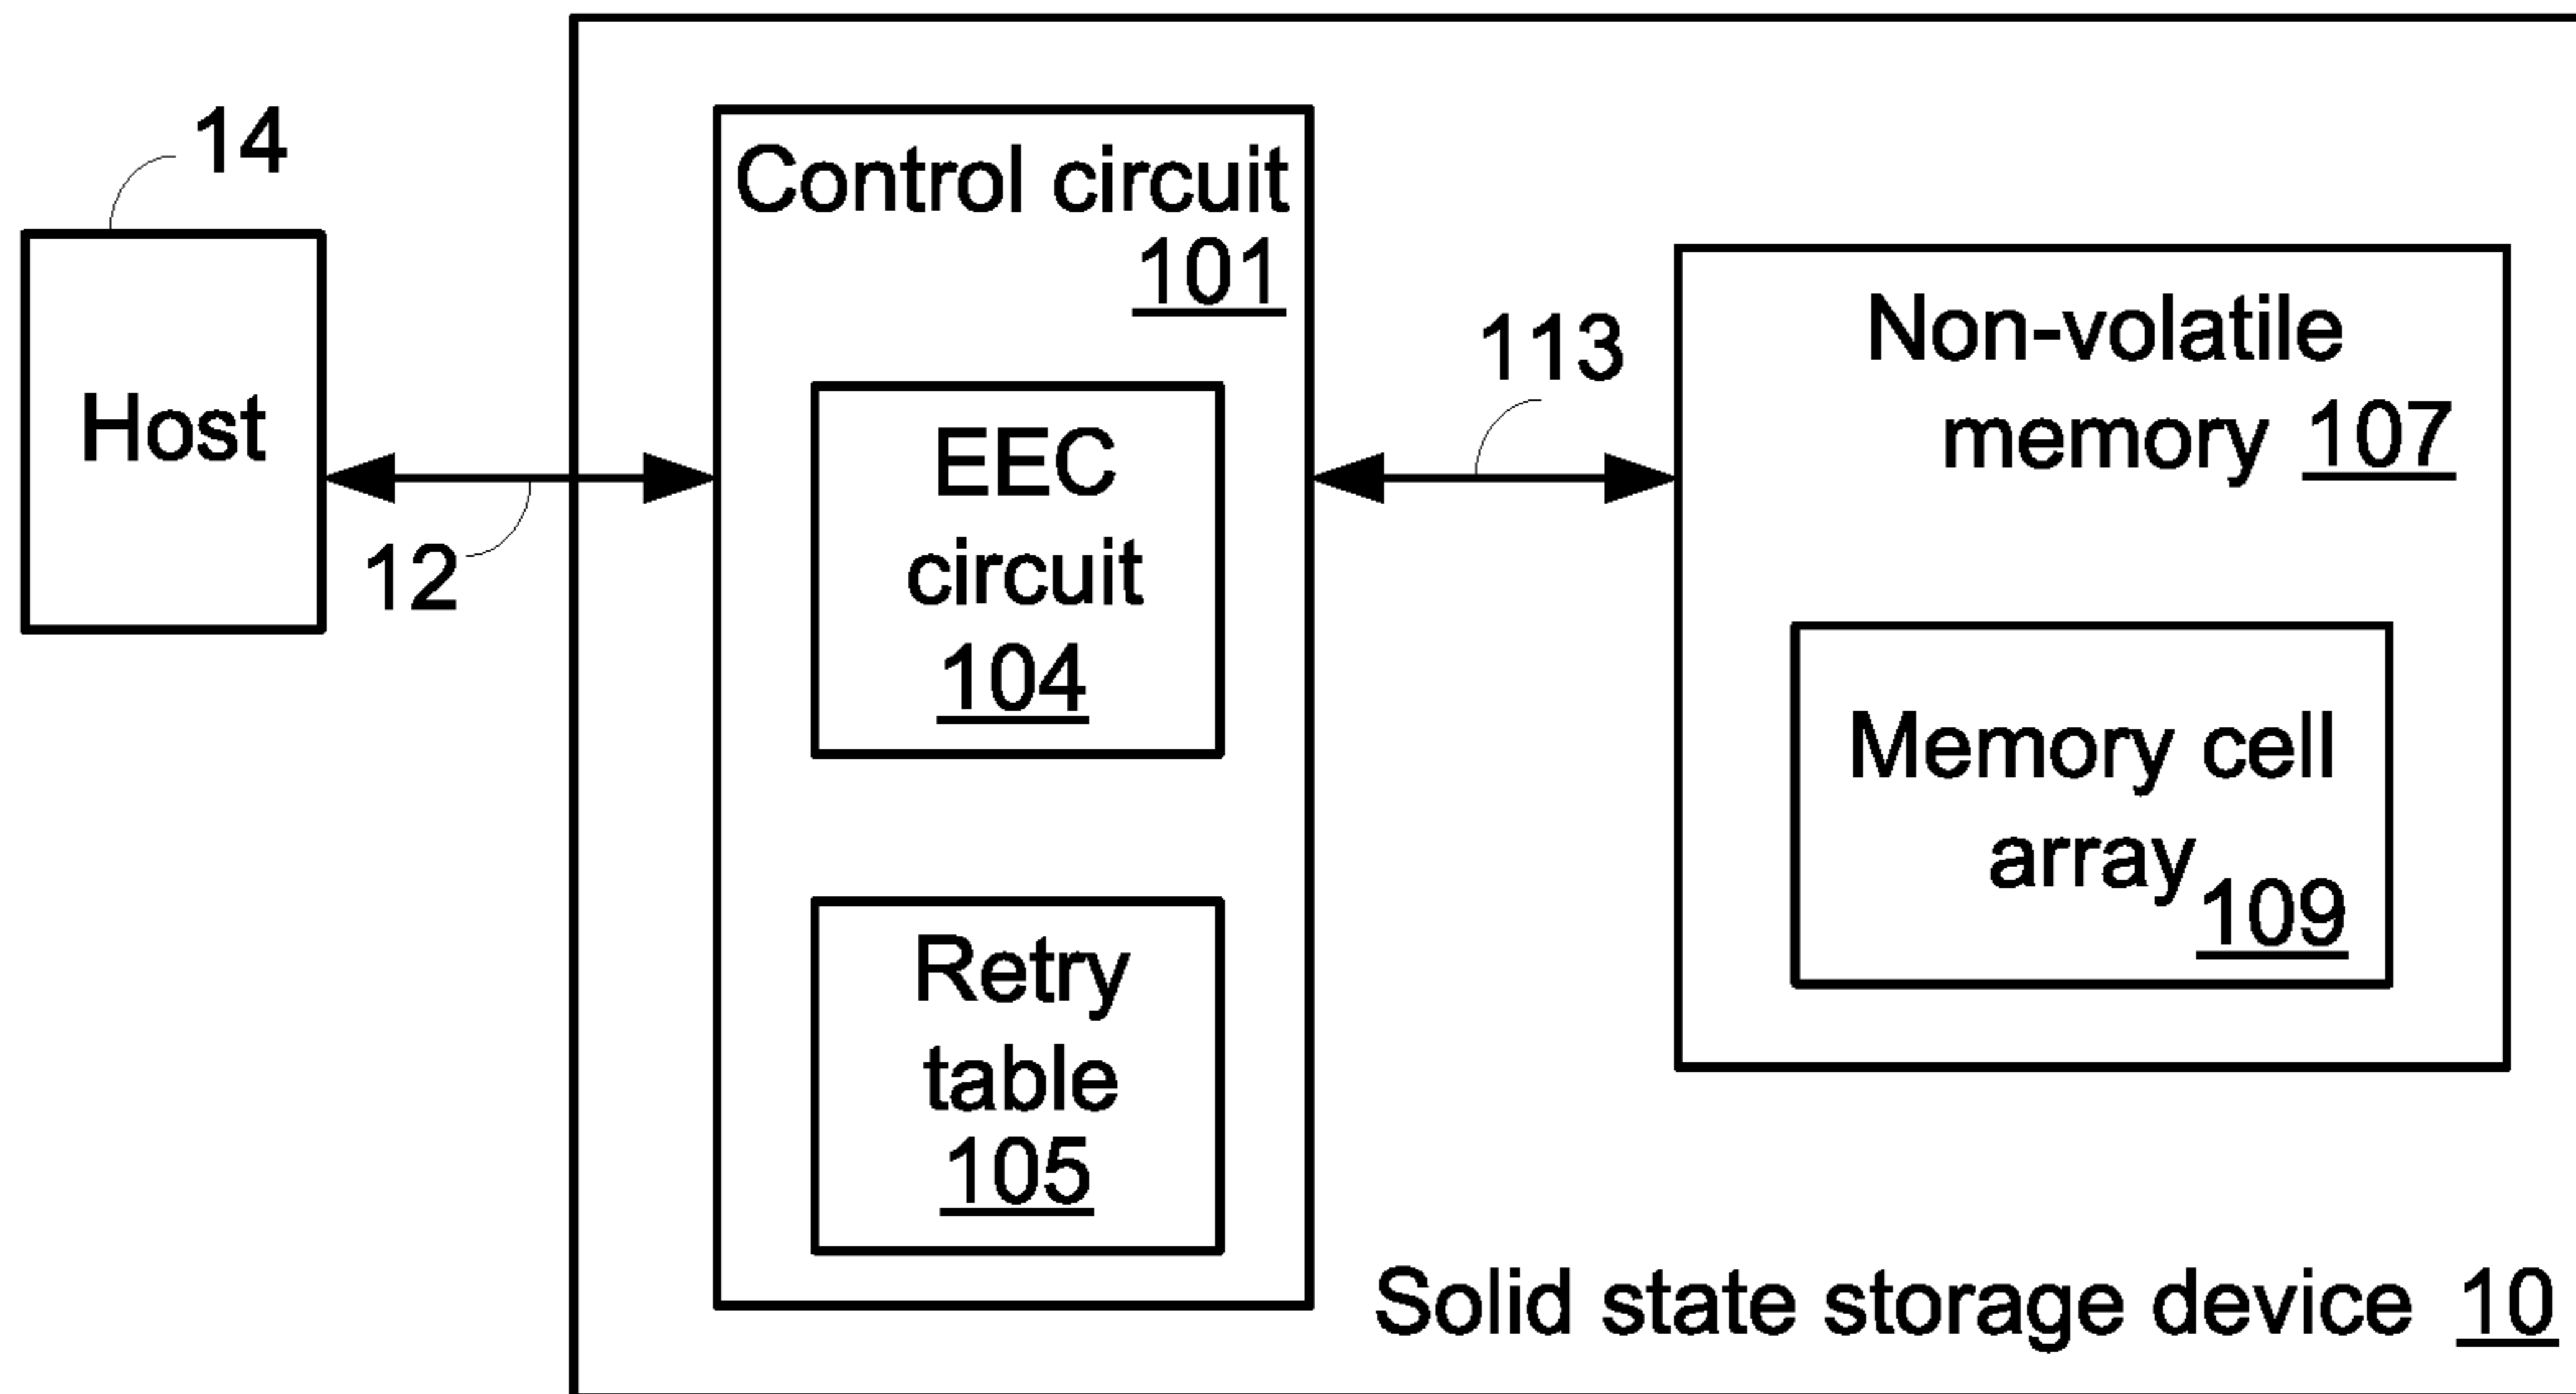 14
Host
12
Control circuit
101
EEC
circuit
104
Retry
table
105
113
Non-volatile
memory 107
Memory cell
array 109
Solid state storage device 10